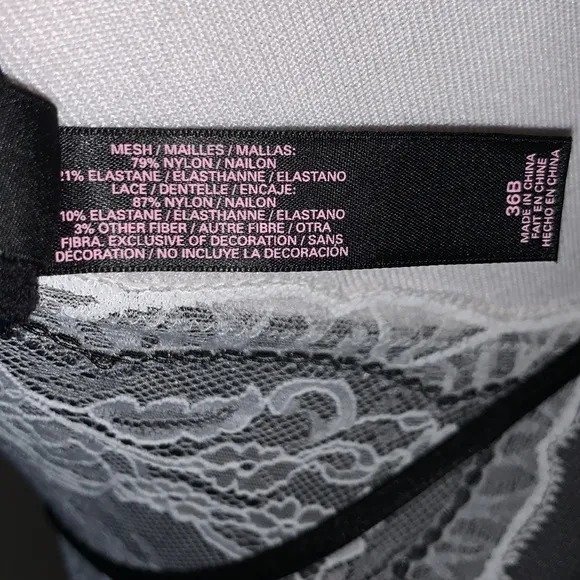 MESH / MAILLES / MALLAS:
79% NYLON / NAILON
21% ELASTANE / ELASTHANNE / ELASTANO
LACE / DENTELLE / ENCAJE:
87% NYLON / NAILON
10% ELASTANE / ELASTHANNE / ELASTANO
3% OTHER FIBER / AUTRE FIBRE / OTRA
FIBRA. EXCLUSIVE OF DECORATION / SANS
DÉCORATION / NO INCLUYE LA DECORACIÓN
36B
MADE IN CHINA
FAIT EN CHINE
HECHO EN CHINA